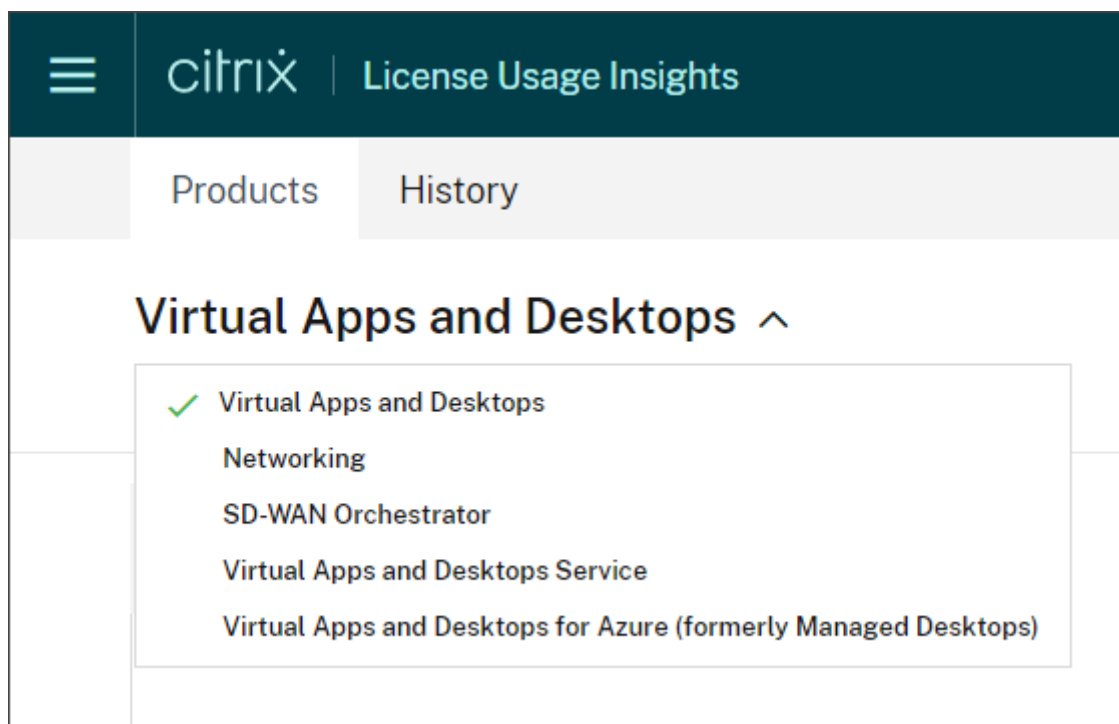 citrix License Usage Insights
Products History
Virtual Apps and Desktops
Virtual Apps and Desktops
Networking
SD-WAN Orchestrator
Virtual Apps and Desktops Service
Virtual Apps and Desktops for Azure (formerly Managed Desktops)